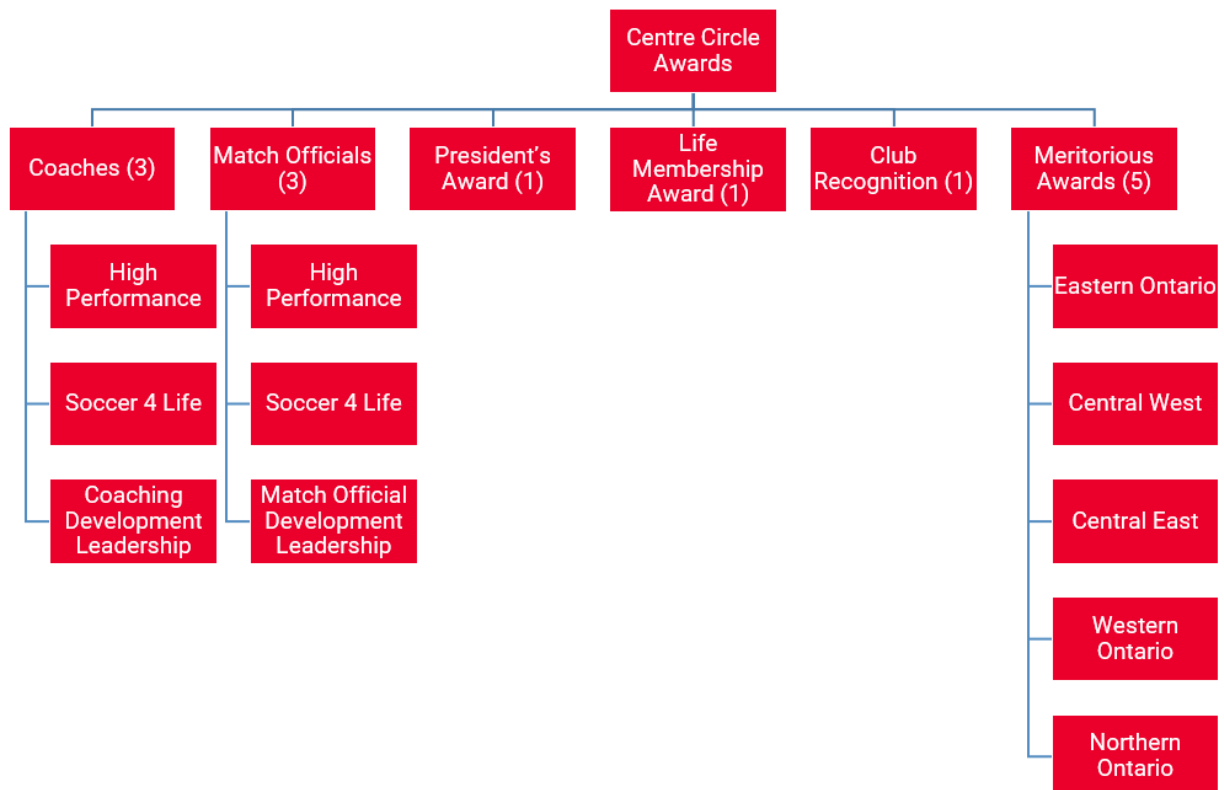 Centre Circle
Awards
Coaches (3)
Match Officials
(3)
President’s
Award (1)
Life
Membership
Award (1)
Club
Recognition (1)
Meritorious
Awards (5)
High
Performance
Soccer 4 Life
Coaching
Development
Leadership
High
Performance
Soccer 4 Life
Match Official
Development
Leadership
Eastern Ontario
Central West
Central East
Western
Ontario
Northern
Ontario